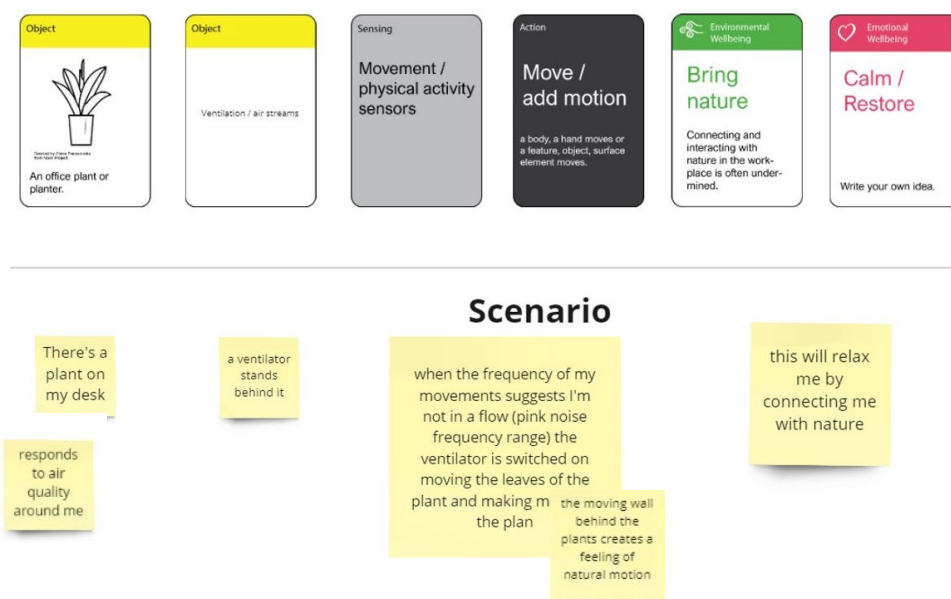 Object
An office plant or
planter.
Object
Ventilation / air streams
Sensing
Movement /
physical activity
sensors
Action
Move /
add motion
a body, a hand moves or
a feature, object, surface
element moves.
Environmental
Wellbeing
Bring
nature
Connecting and
interacting with
nature in the work-
place is often under-
mined.
Emotional
Wellbeing
Calm /
Restore
Write your own idea.
Scenario
There's a
plant on
my desk
responds
to air
quality
around me
a ventilator
stands
behind it
when the frequency of my
movements suggests I'm
not in a flow (pink noise
frequency range) the
ventilator is switched on
moving the leaves of the
plant and making m
the plan
the moving wall
behind the
plants creates a
feeling of
natural motion
this will relax
me by
connecting me
with nature